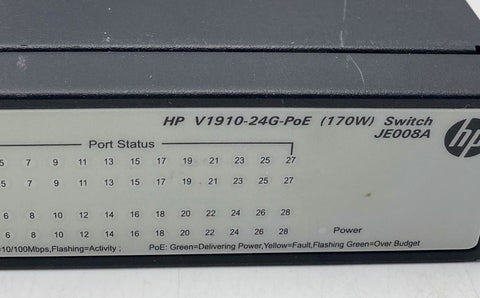 HP V1910-24G-PoE (170W) Switch
JE008A
hp
Port Status
5 7 9 11 13 15 17 19 21 23 25 27
5 7 9 11 13 15 17 19 21 23 25 27
6 8 10 12 14 16 18 20 22 24 26 28
6 8 10 12 14 16 18 20 22 24 26 28
Power
=10/100Mbps,Flashing=Activity ; PoE: Green=Delivering Power,Yellow=Fault,Flashing Green=Over Budget